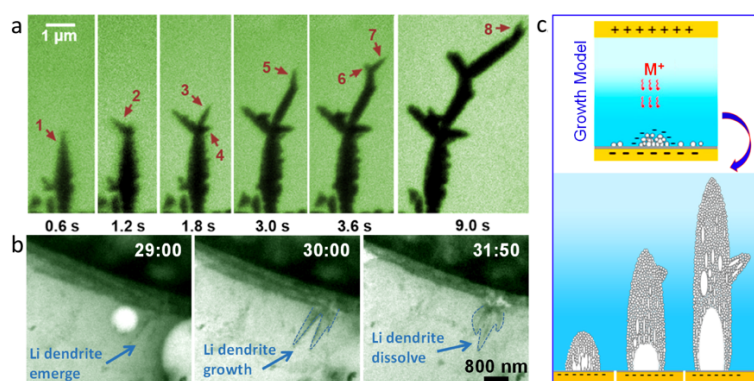 a
1 µm
1
2
3
4
5
6
7
8
0.6 s
1.2 s
1.8 s
3.0 s
3.6 s
9.0 s
b
29:00
Li dendrite
emerge
30:00
Li dendrite
growth
31:50
Li dendrite
dissolve
800 nm
c
Growth Model
+ + + + + + +
M⁺